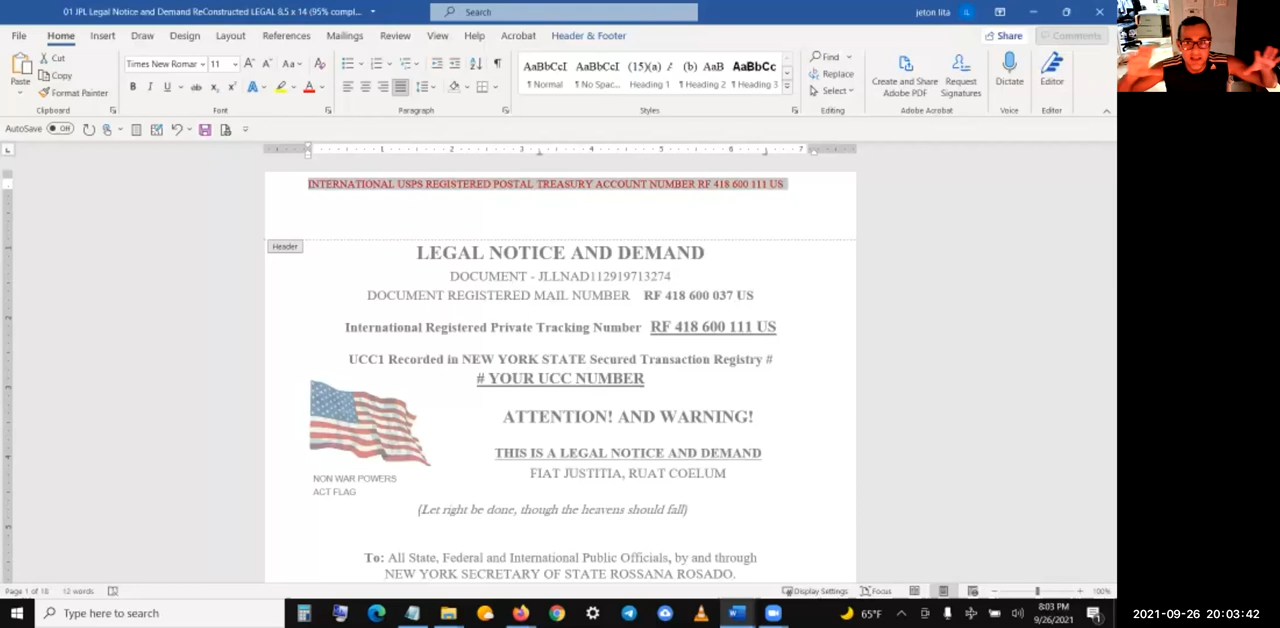 01 JPL Legal Notice and Demand ReConstructed LEGAL 8.5 x 14 (95% compl...
Search
jeton lita
JL
File Home Insert Draw Design Layout References Mailings Review View Help Acrobat Header & Footer
Share
Comments
Paste
Cut
Copy
Format Painter
Clipboard
Times New Roman 11
Font
Paragraph
AaBbCcI AaBbCcI (15)(a) A (b) AaB AaBbCc
¶ Normal ¶ No Spac... Heading 1 ¶ Heading 2 ¶ Heading 3
Styles
Find
Replace
Select
Editing
Create and Share Adobe PDF
Request Signatures
Adobe Acrobat
Dictate
Voice
Editor
Editor
AutoSave Off
1 2 3 4 5 6 7
INTERNATIONAL USPS REGISTERED POSTAL TREASURY ACCOUNT NUMBER RF 418 600 111 US
Header
LEGAL NOTICE AND DEMAND
DOCUMENT - JLLNAD112919713274
DOCUMENT REGISTERED MAIL NUMBER RF 418 600 037 US
International Registered Private Tracking Number RF 418 600 111 US
UCC1 Recorded in NEW YORK STATE Secured Transaction Registry #
# YOUR UCC NUMBER
ATTENTION! AND WARNING!
THIS IS A LEGAL NOTICE AND DEMAND
FIAT JUSTITIA, RUAT COELUM
NON WAR POWERS
ACT FLAG
(Let right be done, though the heavens should fall)
To: All State, Federal and International Public Officials, by and through
NEW YORK SECRETARY OF STATE ROSSANA ROSADO.
Page 1 of 18 12 words
Display Settings Focus
100%
Type here to search
65°F
8:03 PM
9/26/2021
2021-09-26 20:03:42